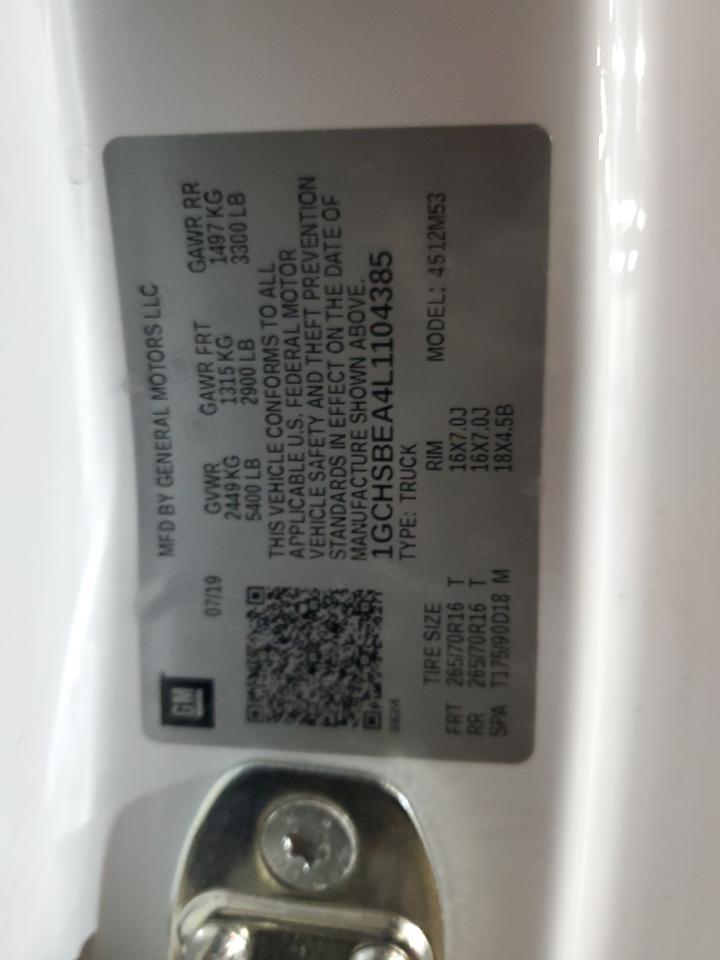 GM
07/19
MFD BY GENERAL MOTORS LLC
GVWR GAWR FRT GAWR RR
2449 KG 1315 KG 1497 KG
5400 LB 2900 LB 3300 LB
THIS VEHICLE CONFORMS TO ALL
APPLICABLE U.S. FEDERAL MOTOR
VEHICLE SAFETY AND THEFT PREVENTION
STANDARDS IN EFFECT ON THE DATE OF
MANUFACTURE SHOWN ABOVE.
1GCHSBEA4L1104385
TYPE: TRUCK MODEL: 4512M53
TIRE SIZE RIM
FRT 265/70R16 T 16X7.0J
RR 265/70R16 T 16X7.0J
SPA T175/90D18 M 18X4.5B